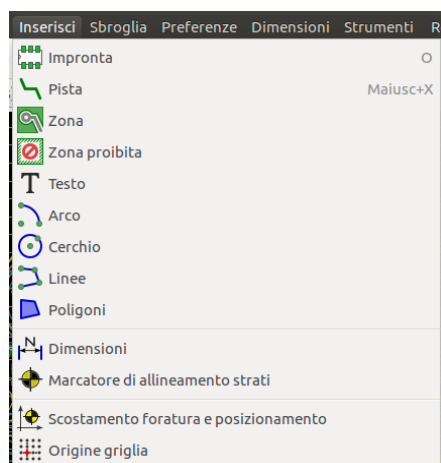 Inserisci Sbroglia Preferenze Dimensioni Strumenti R
Impronta O
Pista Maiusc+X
Zona
Zona proibita
T Testo
Arco
Cerchio
Linee
Poligoni
N Dimensioni
Marcatore di allineamento strati
Scostamento foratura e posizionamento
Origine griglia